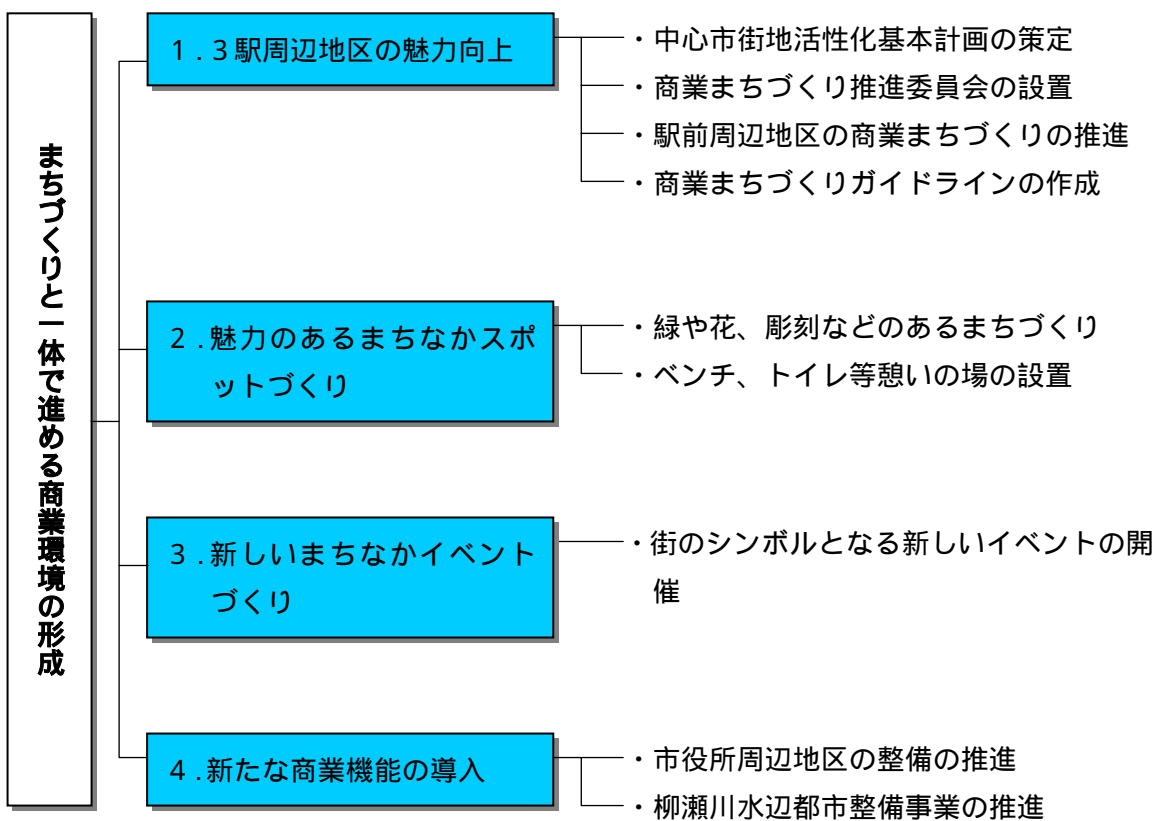 まちづくりと一体で進める商業環境の形成
１.３駅周辺地区の魅力向上
・中心市街地活性化基本計画の策定
・商業まちづくり推進委員会の設置
・駅前周辺地区の商業まちづくりの推進
・商業まちづくりガイドラインの作成
２.魅力のあるまちなかスポ
ットづくり
・緑や花、彫刻などのあるまちづくり
・ベンチ、トイレ等憩いの場の設置
３.新しいまちなかイベント
づくり
・街のシンボルとなる新しいイベントの開
催
４.新たな商業機能の導入
・市役所周辺地区の整備の推進
・柳瀬川水辺都市整備事業の推進